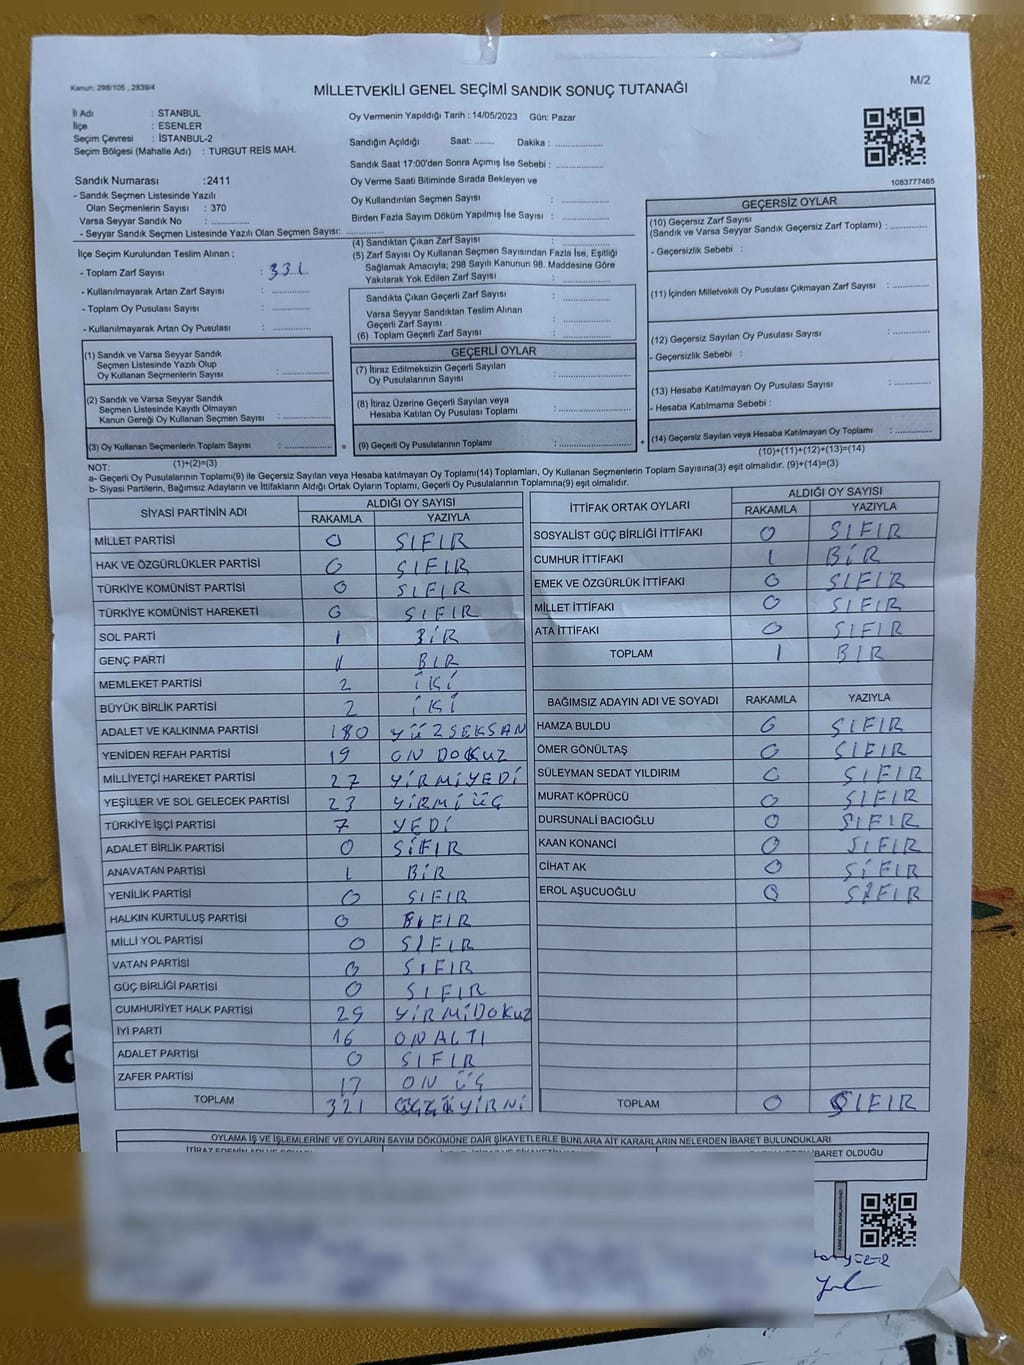 Kanun: 298/105 , 2839/4
MİLLETVEKİLİ GENEL SEÇİMİ SANDIK SONUÇ TUTANAĞI
M/2
İl Adı : STANBUL
İlçe : ESENLER
Seçim Çevresi : İSTANBUL-2
Seçim Bölgesi (Mahalle Adı) : TURGUT REİS MAH.
Sandık Numarası :2411
- Sandık Seçmen Listesinde Yazılı
Olan Seçmenlerin Sayısı : 370
Varsa Seyyar Sandık No : ..............
- Seyyar Sandık Seçmen Listesinde Yazılı Olan Seçmen Sayısı: ..............
İlçe Seçim Kurulundan Teslim Alınan ;
- Toplam Zarf Sayısı :
- Kullanılmayarak Artan Zarf Sayısı : ..............
- Toplam Oy Pusulası Sayısı : ..............
- Kullanılmayarak Artan Oy Pusulası : ..............
Oy Vermenin Yapıldığı Tarih : 14/05/2023 Gün: Pazar
Sandığın Açıldığı Saat: ....... Dakika : ..............
Sandık Saat 17:00'den Sonra Açımış İse Sebebi : ..............
Oy Verme Saati Bitiminde Sırada Bekleyen ve
Oy Kullandırılan Seçmen Sayısı : ..............
Birden Fazla Sayım Döküm Yapılmış İse Sayısı : ..............
(4) Sandıktan Çıkan Zarf Sayısı : ..............
(5) Zarf Sayısı Oy Kullanan Seçmen Sayısından Fazla İse, Eşitliği
Sağlamak Amacıyla; 298 Sayılı Kanunun 98. Maddesine Göre
Yakılarak Yok Edilen Zarf Sayısı : ..............
Sandıkta Çıkan Geçerli Zarf Sayısı : ..............
Varsa Seyyar Sandıktan Teslim Alınan
Geçerli Zarf Sayısı : ..............
(6) Toplam Geçerli Zarf Sayısı : ..............
1083777465
GEÇERSİZ OYLAR
(10) Geçersiz Zarf Sayısı
(Sandık ve Varsa Seyyar Sandık Geçersiz Zarf Toplamı) : ..............
- Geçersizlik Sebebi :
(11) İçinden Milletvekili Oy Pusulası Çıkmayan Zarf Sayısı : ..............
(12) Geçersiz Sayılan Oy Pusulası Sayısı : ..............
- Geçersizlik Sebebi :
(13) Hesaba Katılmayan Oy Pusulası Sayısı : ..............
- Hesaba Katılmama Sebebi :
(14) Geçersiz Sayılan veya Hesaba Katılmayan Oy Toplamı : ..............
(10)+(11)+(12)+(13)=(14)
(1) Sandık ve Varsa Seyyar Sandık
Seçmen Listesinde Yazılı Olup
Oy Kullanan Seçmenlerin Sayısı : ..............
(2) Sandık ve Varsa Seyyar Sandık
Seçmen Listesinde Kayıtlı Olmayan
Kanun Gereği Oy Kullanan Seçmen Sayısı : ..............
(3) Oy Kullanan Seçmenlerin Toplam Sayısı : ..............
(1)+(2)=(3)
=
GEÇERLİ OYLAR
(7) İtiraz Edilmeksizin Geçerli Sayılan
Oy Pusulalarının Sayısı : ..............
(8) İtiraz Üzerine Geçerli Sayılan veya
Hesaba Katılan Oy Pusulası Toplamı : ..............
(9) Geçerli Oy Pusulalarının Toplamı : ..............
+
NOT:
a- Geçerli Oy Pusulalarının Toplamı(9) ile Geçersiz Sayılan veya Hesaba katılmayan Oy Toplamı(14) Toplamları, Oy Kullanan Seçmenlerin Toplam Sayısına(3) eşit olmalıdır. (9)+(14)=(3)
b- Siyasi Partilerin, Bağımsız Adayların ve İttifakların Aldığı Ortak Oyların Toplamı, Geçerli Oy Pusulalarının Toplamına(9) eşit olmalıdır.
SİYASİ PARTİNİN ADI ALDIĞI OY SAYISI
RAKAMLA YAZIYLA
MİLLET PARTİSİ 0 SIFIR
HAK VE ÖZGÜRLÜKLER PARTİSİ 0 SIFIR
TÜRKİYE KOMÜNİST PARTİSİ 0 SIFIR
TÜRKİYE KOMÜNİST HAREKETİ 0 SIFIR
SOL PARTİ 1 BİR
GENÇ PARTİ 1 BIR
MEMLEKET PARTİSİ 2 İKİ
BÜYÜK BİRLİK PARTİSİ 2 İKİ
ADALET VE KALKINMA PARTİSİ 180 YÜZSEKSAN
YENİDEN REFAH PARTİSİ 19 ON DOKUZ
MİLLİYETÇİ HAREKET PARTİSİ 27 YİRMİYEDİ
YEŞİLLER VE SOL GELECEK PARTİSİ 23 YİRMİÜÇ
TÜRKİYE İŞÇİ PARTİSİ 7 YEDİ
ADALET BİRLİK PARTİSİ 0 SIFIR
ANAVATAN PARTİSİ 1 BİR
YENİLİK PARTİSİ 0 SIFIR
HALKIN KURTULUŞ PARTİSİ 0 SIFIR
MİLLİ YOL PARTİSİ 0 SIFIR
VATAN PARTİSİ 0 SIFIR
GÜÇ BİRLİĞİ PARTİSİ 0 SIFIR
CUMHURİYET HALK PARTİSİ 29 YİRMİDOKUZ
İYİ PARTİ 16 ONALTI
ADALET PARTİSİ 0 SIFIR
ZAFER PARTİSİ 13 ON ÜÇ
TOPLAM 321
İTTİFAK ORTAK OYLARI ALDIĞI OY SAYISI
RAKAMLA YAZIYLA
SOSYALİST GÜÇ BİRLİĞİ İTTİFAKI 0 SIFIR
CUMHUR İTTİFAKI 1 BİR
EMEK VE ÖZGÜRLÜK İTTİFAKI 0 SIFIR
MİLLET İTTİFAKI 0 SIFIR
ATA İTTİFAKI 0 SIFIR
TOPLAM 1 BIR
BAĞIMSIZ ADAYIN ADI VE SOYADI RAKAMLA YAZIYLA
HAMZA BULDU 0 SIFIR
ÖMER GÖNÜLTAŞ 0 SIFIR
SÜLEYMAN SEDAT YILDIRIM 0 SIFIR
MURAT KÖPRÜCÜ 0 SIFIR
DURSUNALİ BACIOĞLU 0 SIFIR
KAAN KONANCİ 0 SIFIR
CİHAT AK 0 SİFIR
EROL AŞUCUOĞLU 0 SIFIR
TOPLAM 0 SIFIR
OYLAMA İŞ VE İŞLEMLERİNE VE OYLARIN SAYIM DÖKÜMÜNE DAİR ŞİKAYETLERLE BUNLARA AİT KARARLARIN NELERDEN İBARET BULUNDUKLARI
İBARET OLDUĞU